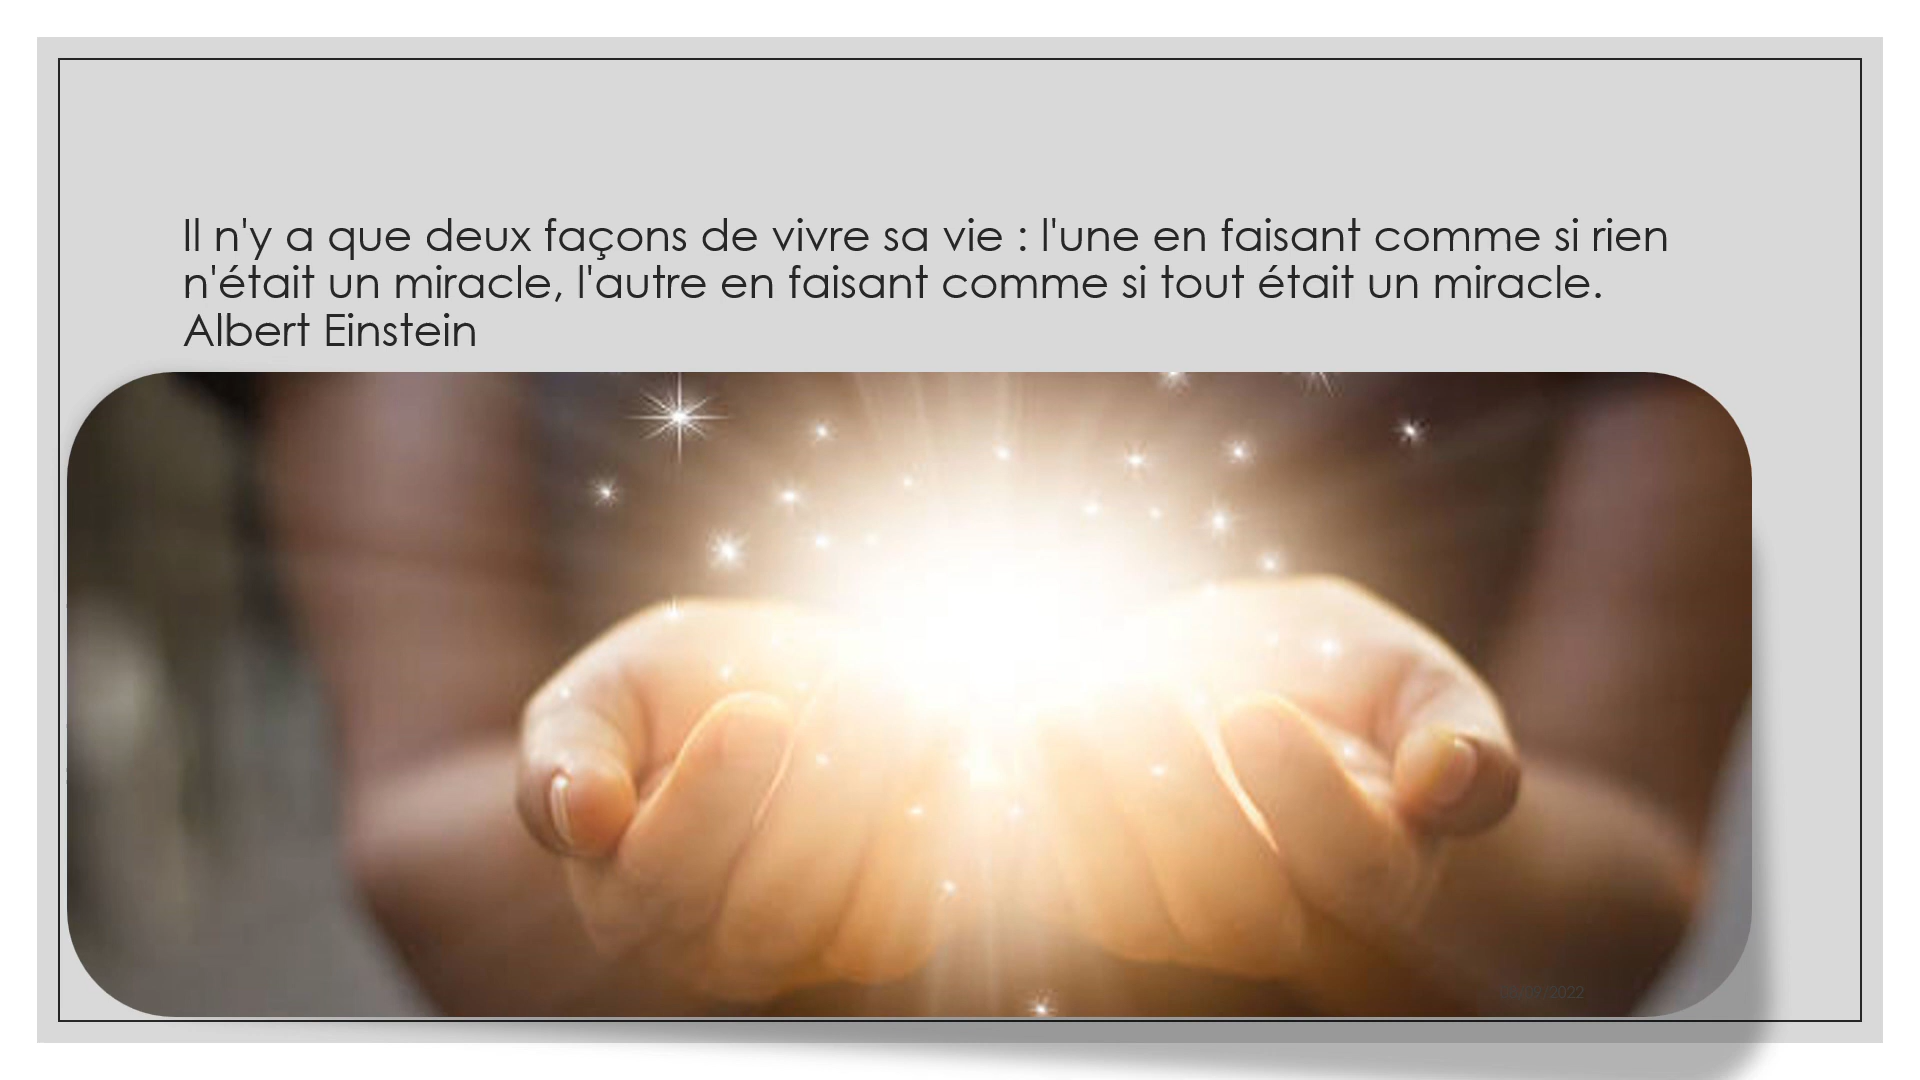 Il n'y a que deux façons de vivre sa vie : l'une en faisant comme si rien
n'était un miracle, l'autre en faisant comme si tout était un miracle.
Albert Einstein